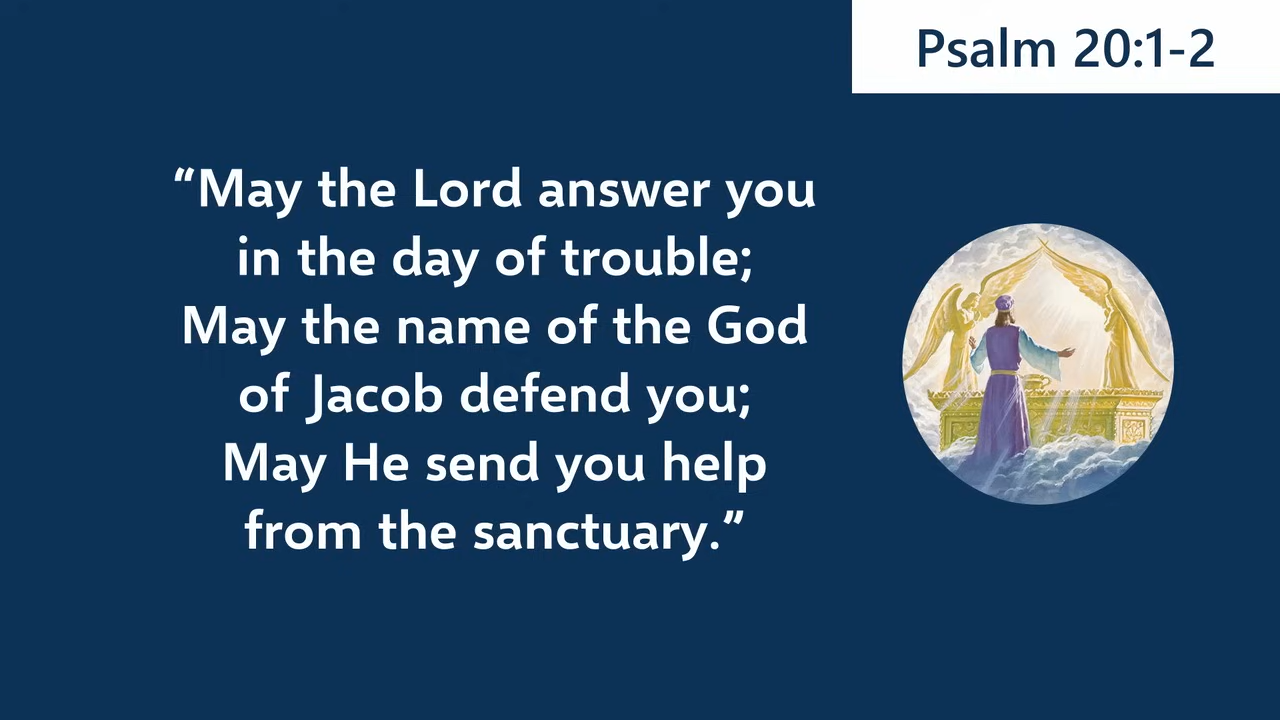 Psalm 20:1-2
“May the Lord answer you
in the day of trouble;
May the name of the God
of Jacob defend you;
May He send you help
from the sanctuary.”